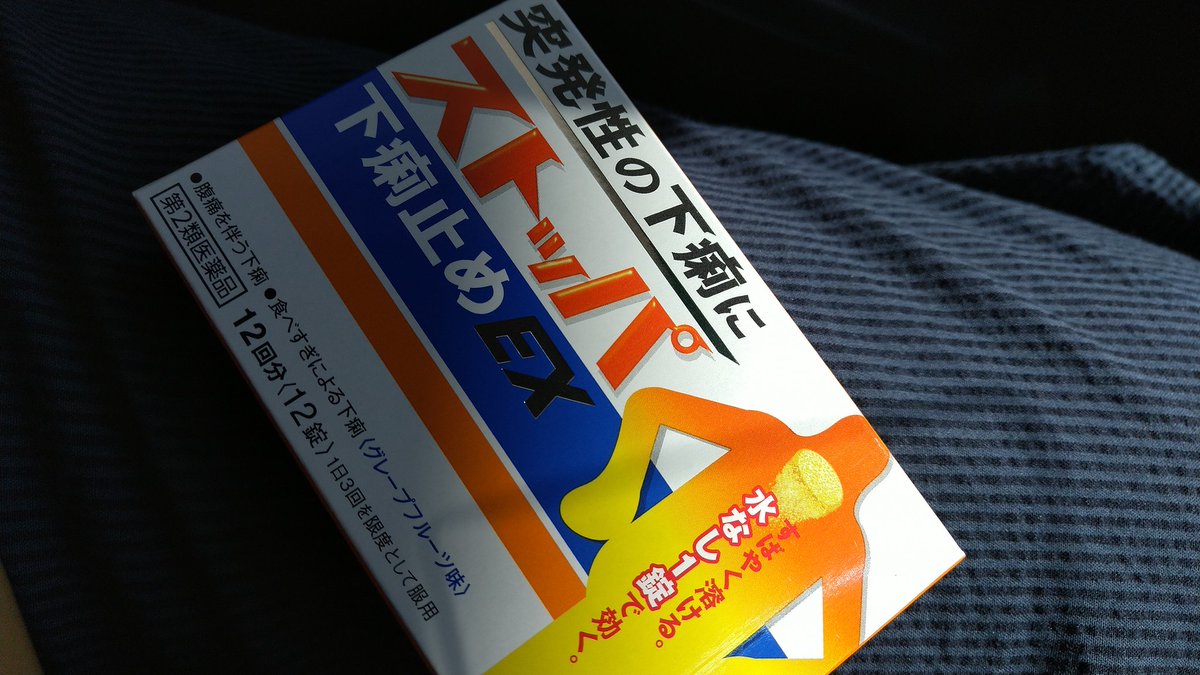 突発性の下痢に
ストッパ
下痢止めEX
●腹痛を伴う下痢 ●食べすぎによる下痢 〈グレープフルーツ味〉
第2類医薬品 12回分〈12錠〉 1日3回を限度として服用
すばやく溶ける。
水なし1錠で効く。